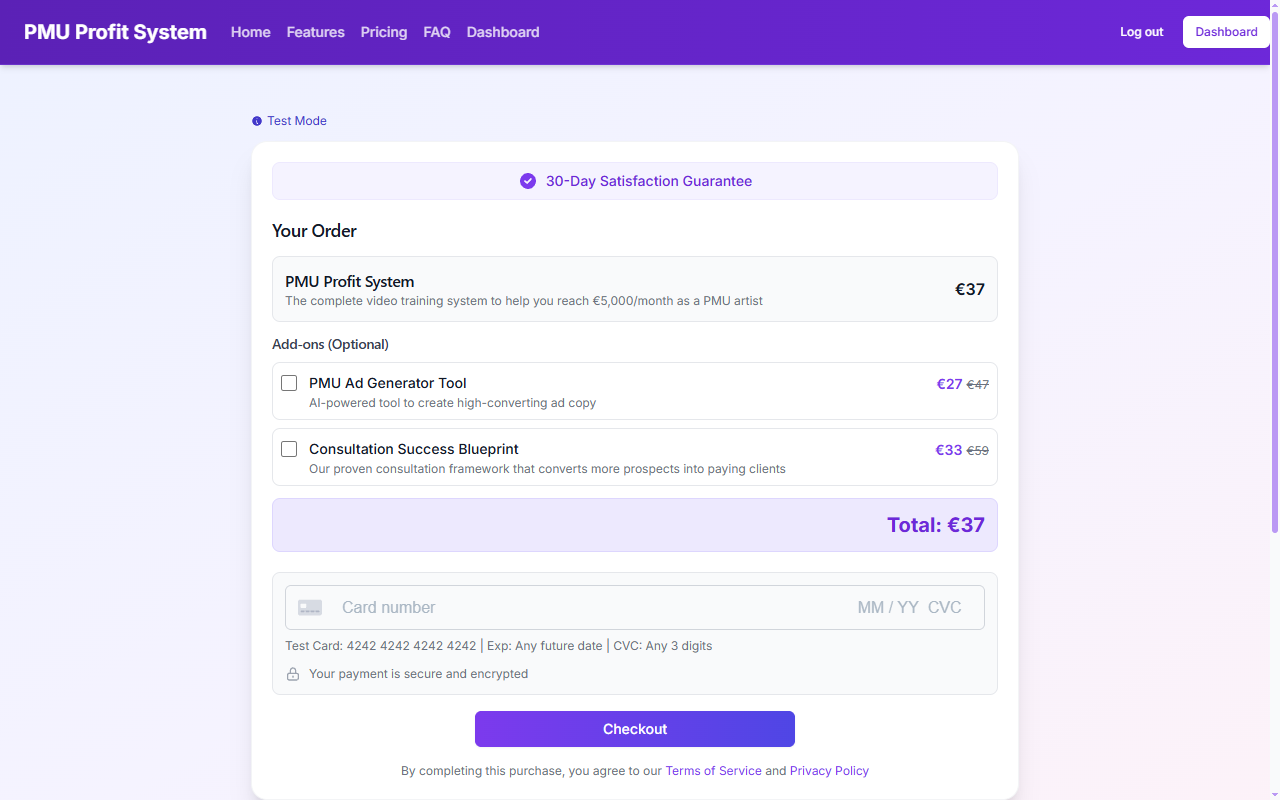 PMU Profit System Home Features Pricing FAQ Dashboard Log out Dashboard
Test Mode
30-Day Satisfaction Guarantee
Your Order
PMU Profit System
The complete video training system to help you reach €5,000/month as a PMU artist
€37
Add-ons (Optional)
PMU Ad Generator Tool
AI-powered tool to create high-converting ad copy
€27 €47
Consultation Success Blueprint
Our proven consultation framework that converts more prospects into paying clients
€33 €59
Total: €37
Card number MM / YY CVC
Test Card: 4242 4242 4242 4242 | Exp: Any future date | CVC: Any 3 digits
Your payment is secure and encrypted
Checkout
By completing this purchase, you agree to our Terms of Service and Privacy Policy